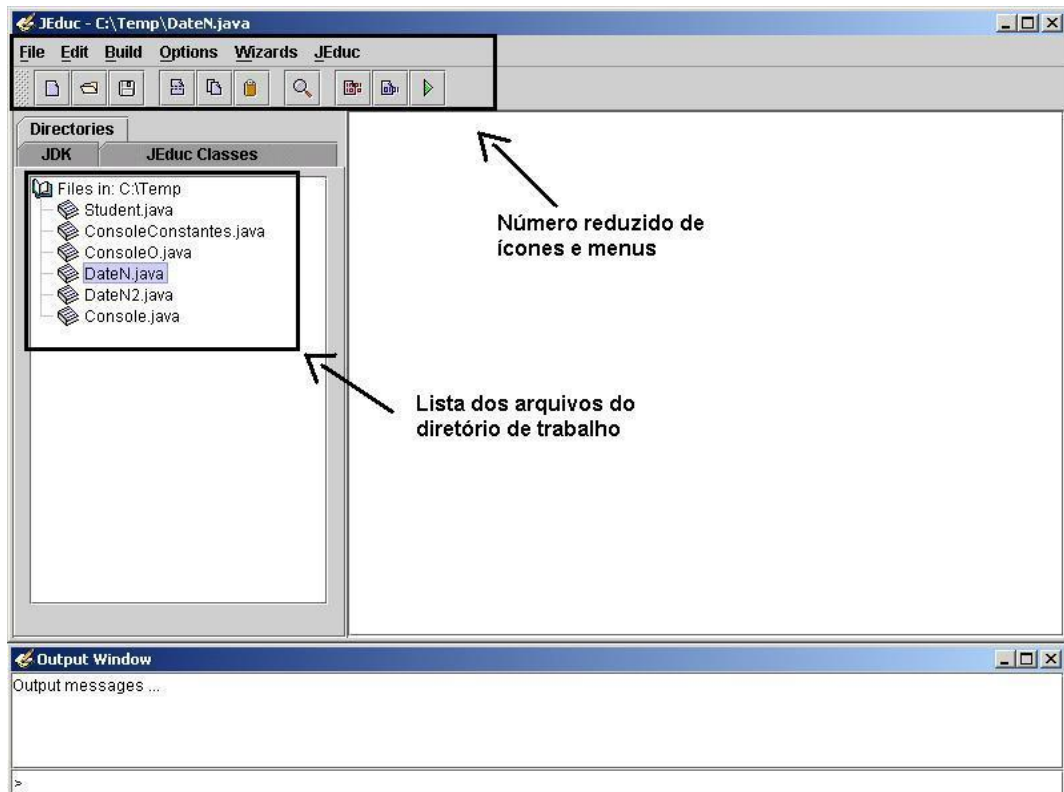 JEduc - C:\Temp\DateN.java
File Edit Build Options Wizards JEduc
Directories
JDK JEduc Classes
Files in: C:\Temp
Student.java
ConsoleConstantes.java
ConsoleO.java
DateN.java
DateN2.java
Console.java
Número reduzido de
ícones e menus
Lista dos arquivos do
diretório de trabalho
Output Window
Output messages ...
>